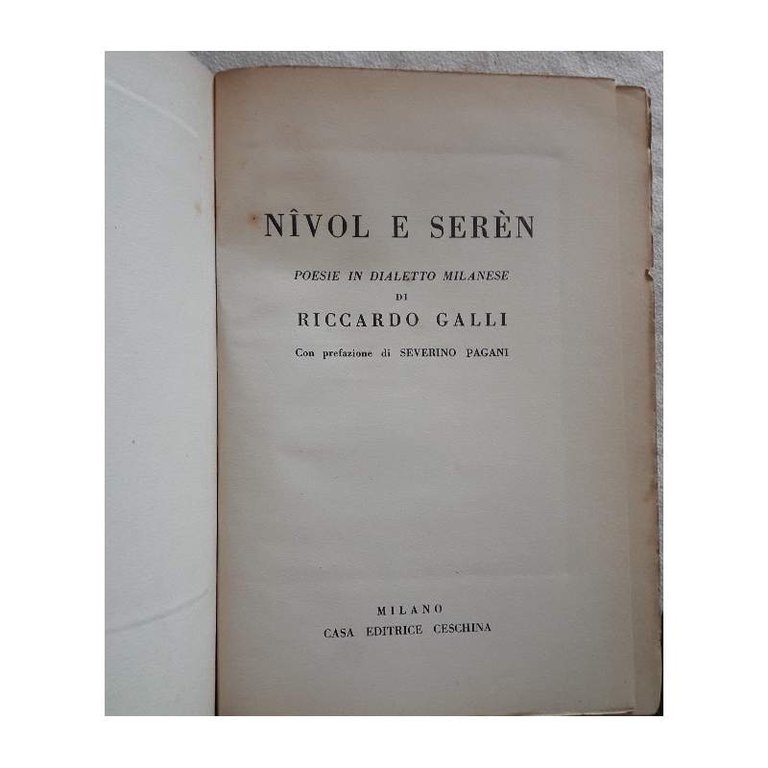 NÎVOL E SERÈN
POESIE IN DIALETTO MILANESE
DI
RICCARDO GALLI
Con prefazione di SEVERINO PAGANI
MILANO
CASA EDITRICE CESCHINA